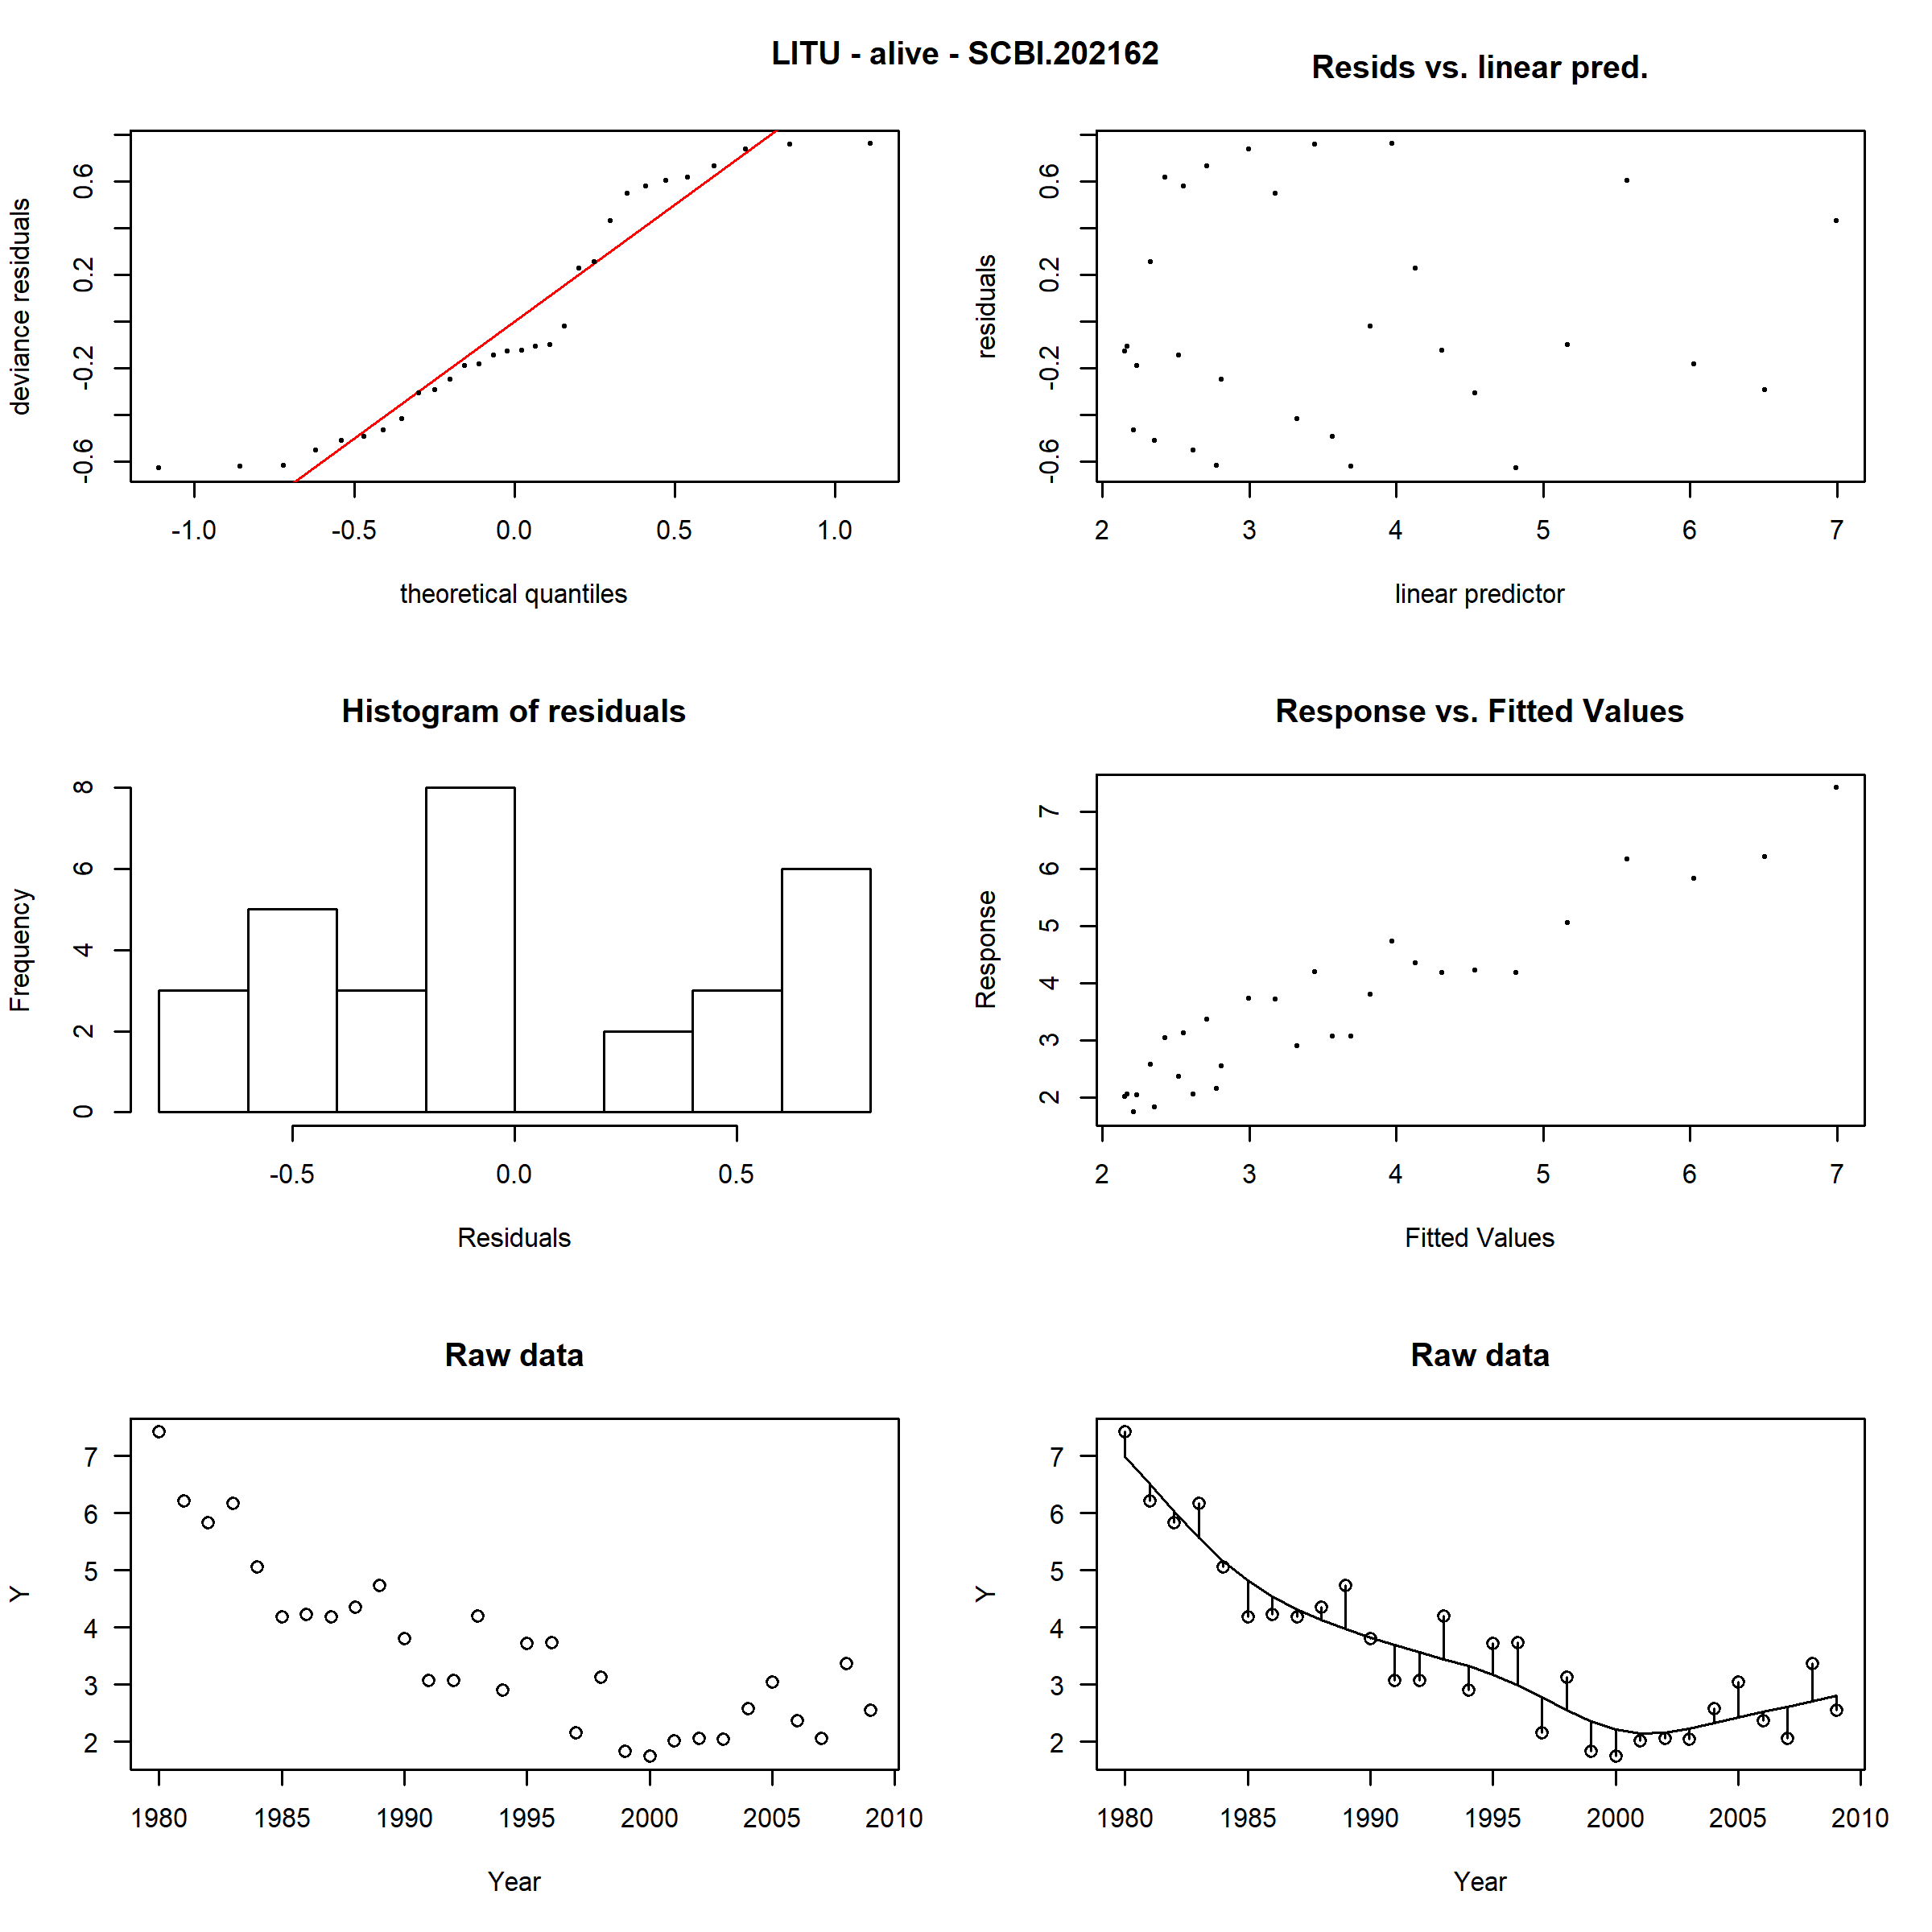 LITU - alive - SCBI.202162
Resids vs. linear pred.
deviance residuals
-0.6 -0.2 0.2 0.6
-1.0 -0.5 0.0 0.5 1.0
theoretical quantiles
residuals
-0.6 -0.2 0.2 0.6
2 3 4 5 6 7
linear predictor
Histogram of residuals
Frequency
0 2 4 6 8
-0.5 0.0 0.5
Residuals
Response vs. Fitted Values
Response
2 3 4 5 6 7
2 3 4 5 6 7
Fitted Values
Raw data
Y
7
6
5
4
3
2
1980 1985 1990 1995 2000 2005 2010
Year
Raw data
Y
7
6
5
4
3
2
1980 1985 1990 1995 2000 2005 2010
Year